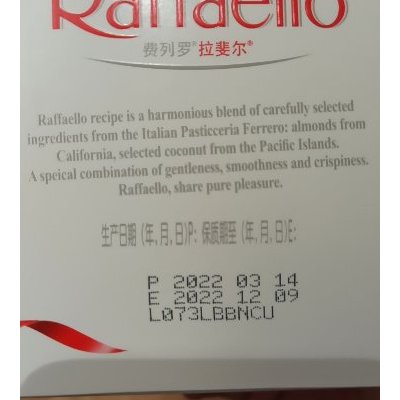 Raffaello
费列罗® 拉斐尔®
Raffaello recipe is a harmonious blend of carefully selected
ingredients from the Italian Pasticceria Ferrero: almonds from
California, selected coconut from the Pacific Islands.
A speical combination of gentleness, smoothness and crispiness.
Raffaello, share pure pleasure.
生产日期 (年,月,日)P: 保质期至 (年,月,日)E:
P 2022 03 14
E 2022 12 09
L073LBBNCU